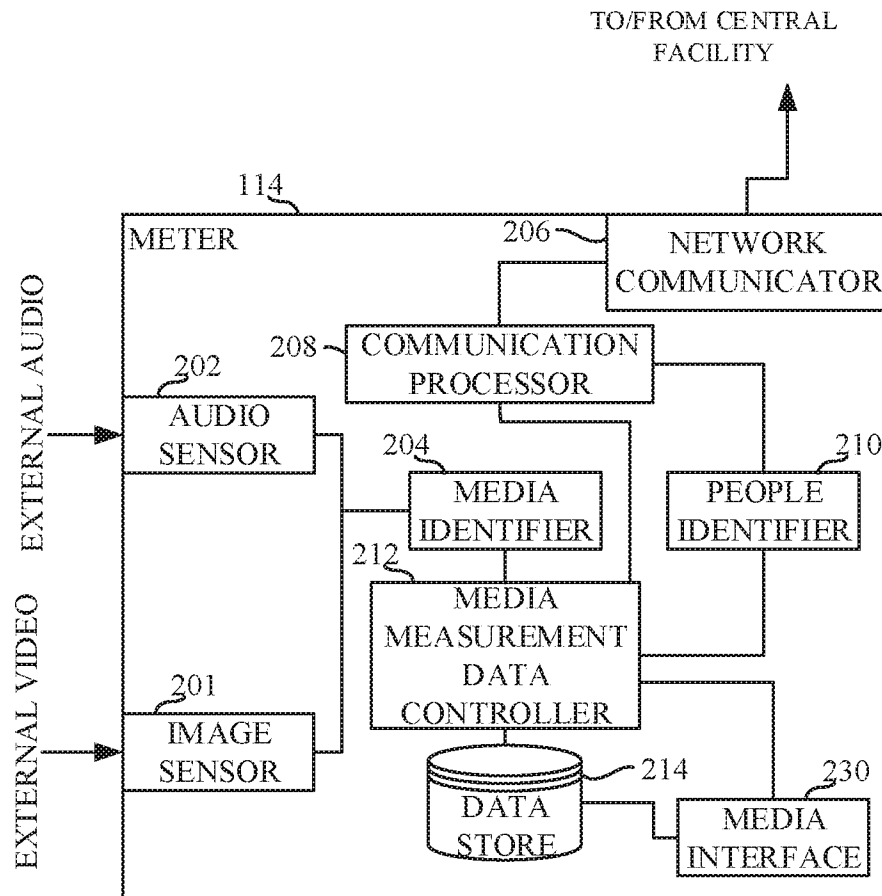 TO/FROM CENTRAL
FACILITY
114
METER
206
NETWORK
COMMUNICATOR
208
COMMUNICATION
PROCESSOR
EXTERNAL AUDIO
202
AUDIO
SENSOR
204
MEDIA
IDENTIFIER
210
PEOPLE
IDENTIFIER
212
MEDIA
MEASUREMENT
DATA
CONTROLLER
EXTERNAL VIDEO
201
IMAGE
SENSOR
214
DATA
STORE
230
MEDIA
INTERFACE